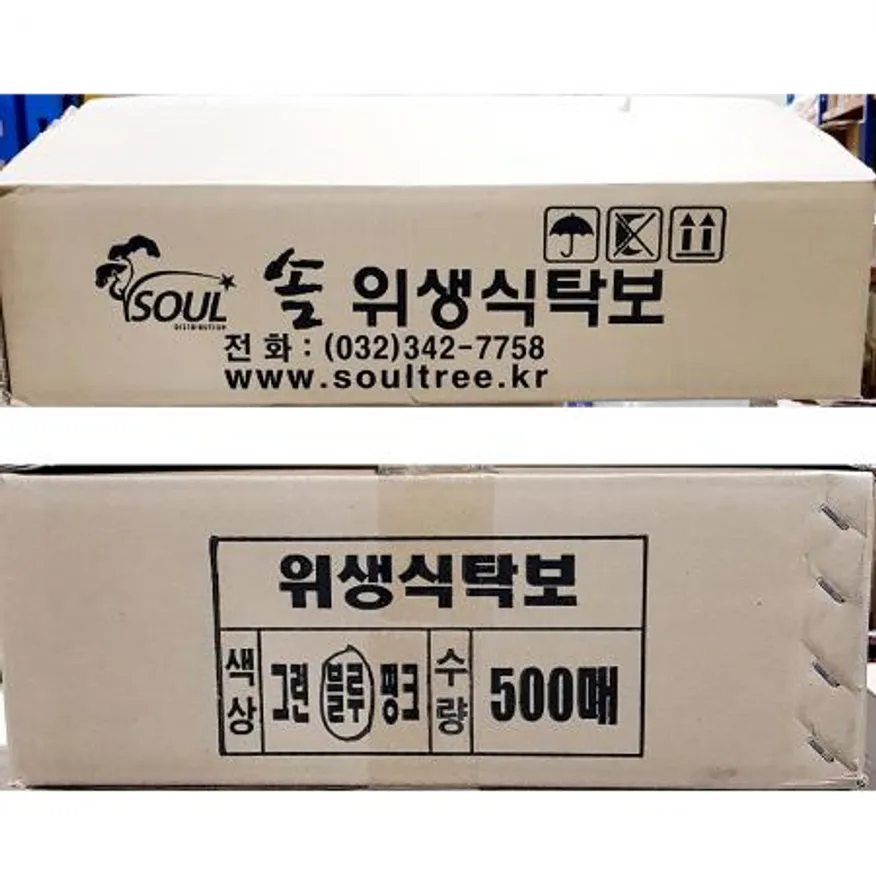 SOUL
DISTRIBUTION
솔 위생식탁보
전화 : (032)342-7758
www.soultree.kr
위생식탁보
색상 그린 블루 핑크 수량 500매